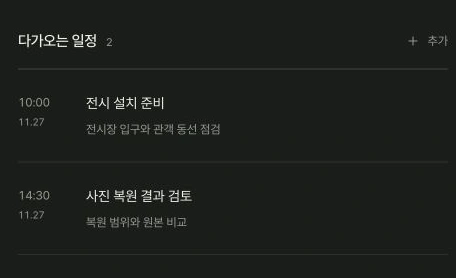 다가오는 일정 2
+ 추가
10:00
전시 설치 준비
11.27
전시장 입구와 관객 동선 점검
14:30
사진 복원 결과 검토
11.27
복원 범위와 원본 비교